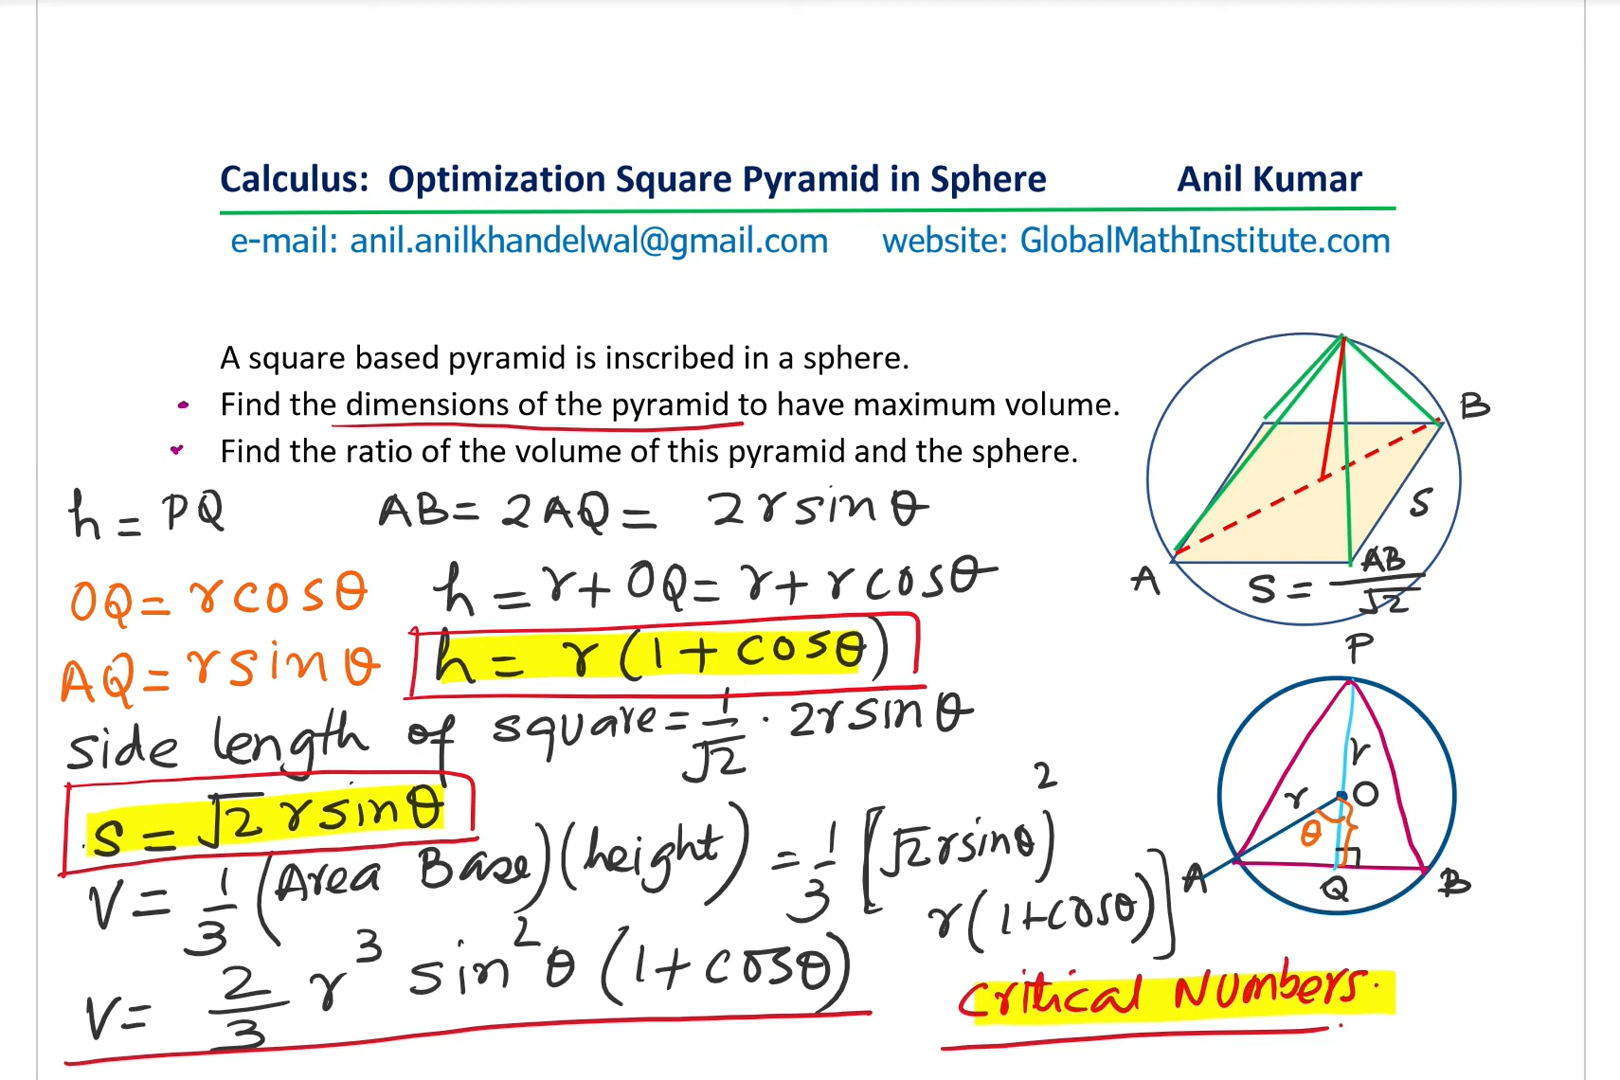 Calculus: Optimization Square Pyramid in Sphere Anil Kumar
e-mail: anil.anilkhandelwal@gmail.com website: GlobalMathInstitute.com
A square based pyramid is inscribed in a sphere.
Find the dimensions of the pyramid to have maximum volume.
Find the ratio of the volume of this pyramid and the sphere.
h = PQ AB = 2AQ = 2r sin θ
OQ = r cos θ h = r + OQ = r + r cos θ
AQ = r sin θ h = r(1 + cos θ)
side length of square = 1/√2 · 2r sin θ
s = √2 r sin θ
V = 1/3 (Area Base)(height) = 1/3 [(√2 r sin θ)² r(1 + cos θ)]
V = 2/3 r³ sin² θ (1 + cos θ)
Critical Numbers.
B
S
A
S = AB/√2
P
r
r O
θ
A Q B